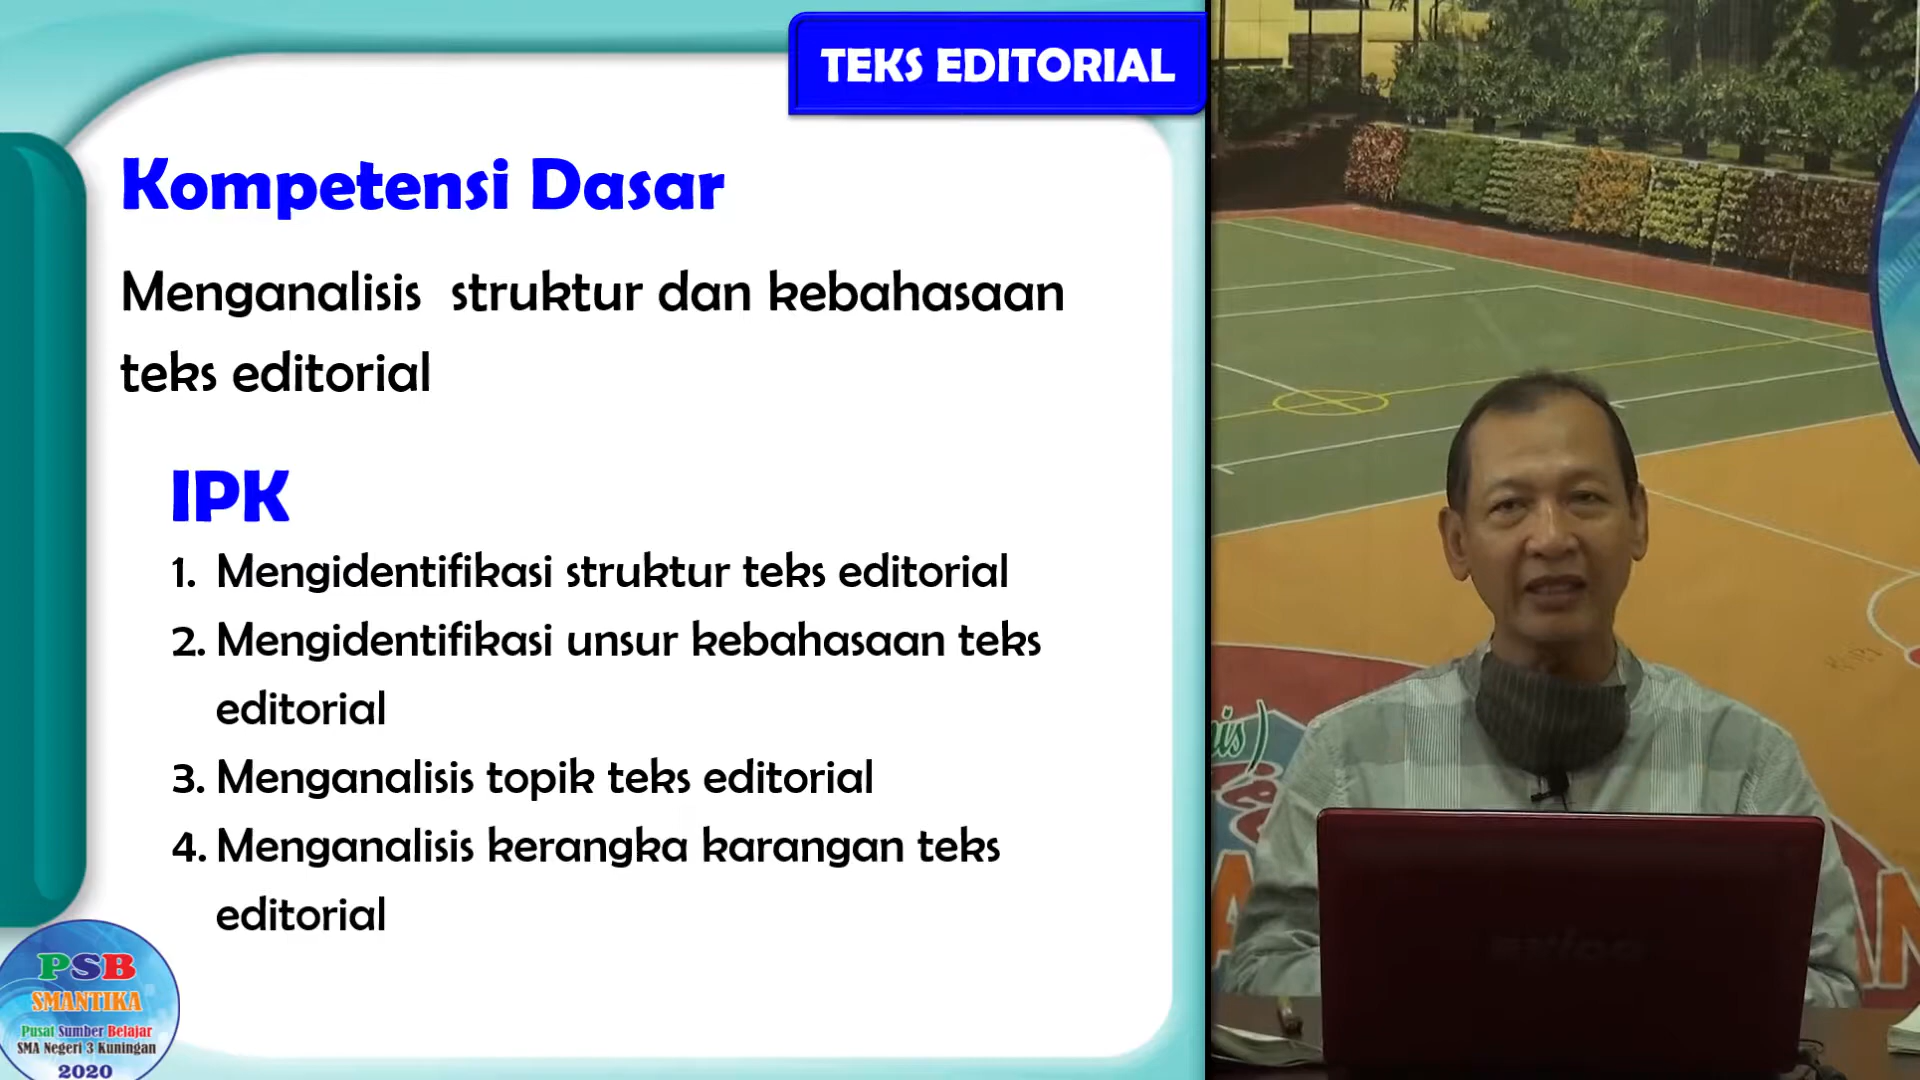 TEKS EDITORIAL
Kompetensi Dasar
Menganalisis struktur dan kebahasaan
teks editorial
IPK
1. Mengidentifikasi struktur teks editorial
2. Mengidentifikasi unsur kebahasaan teks
editorial
3. Menganalisis topik teks editorial
4. Menganalisis kerangka karangan teks
editorial
PSB
SMANTIKA
Pusat Sumber Belajar
SMA Negeri 3 Kuningan
2020